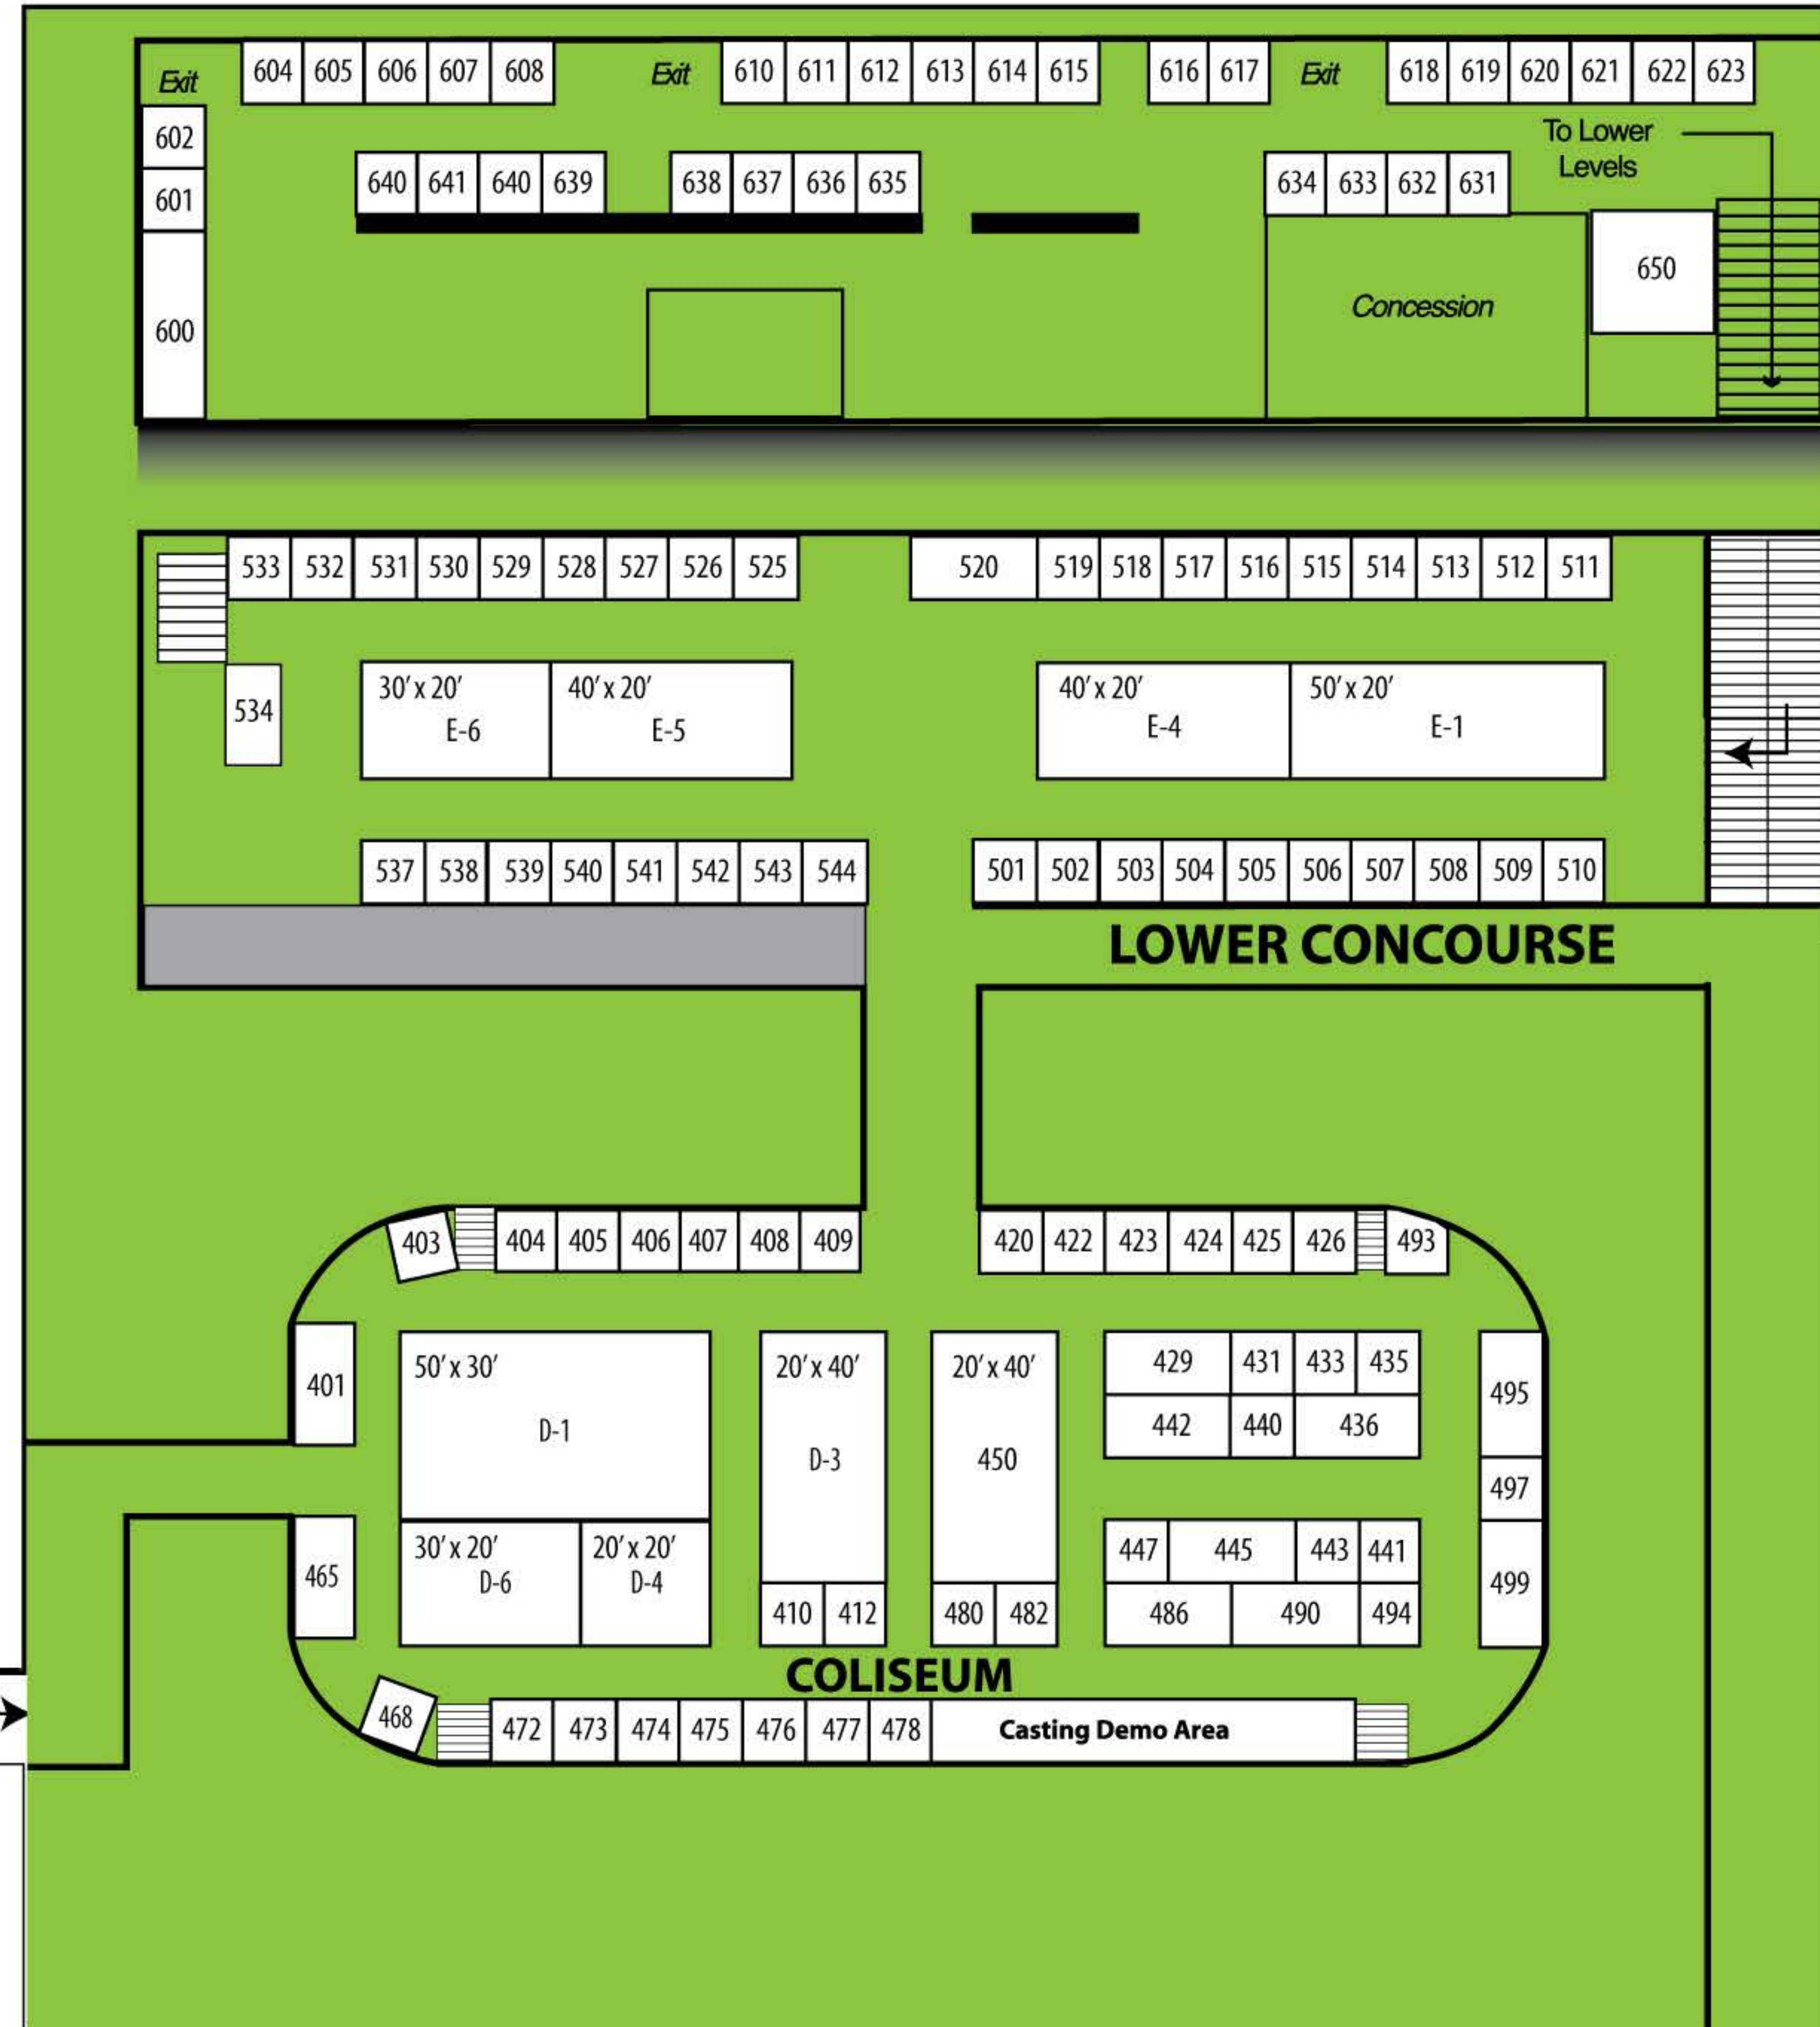 Exit 604 605 606 607 608 Exit 610 611 612 613 614 615 616 617 Exit 618 619 620 621 622 623
602
To Lower
Levels
601
640 641 640 639 638 637 636 635 634 633 632 631
650
Concession
600
533 532 531 530 529 528 527 526 525 520 519 518 517 516 515 514 513 512 511
30' x 20' 40' x 20' 40' x 20' 50' x 20'
534
E-6 E-5 E-4 E-1
537 538 539 540 541 542 543 544 501 502 503 504 505 506 507 508 509 510
LOWER CONCOURSE
403 404 405 406 407 408 409 420 422 423 424 425 426 493
50' x 30' 20' x 40' 20' x 40' 429 431 433 435
401
495
D-1 442 440 436
D-3 450
497
30' x 20' 20' x 20' 447 445 443 441
465 D-6 D-4 499
410 412 480 482 486 490 494
COLISEUM
468 472 473 474 475 476 477 478 Casting Demo Area